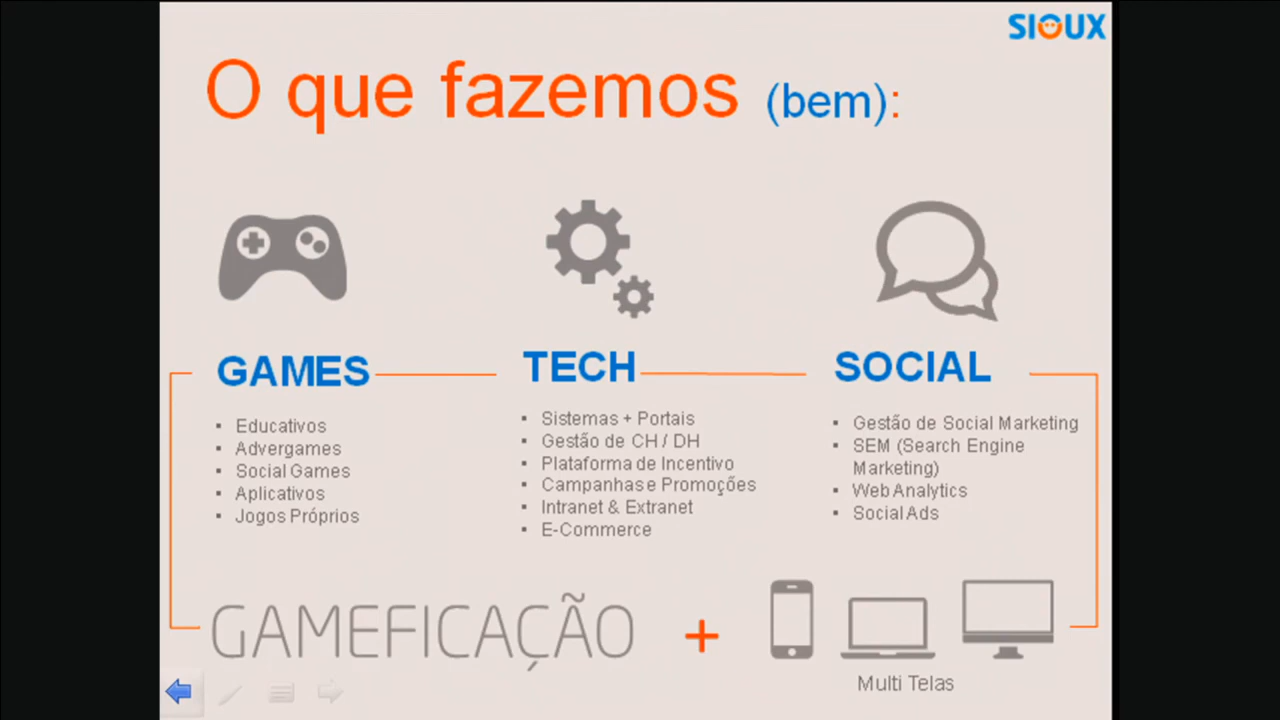 SIOUX
O que fazemos (bem):
GAMES
Educativos
Advergames
Social Games
Aplicativos
Jogos Próprios
TECH
Sistemas + Portais
Gestão de CH / DH
Plataforma de Incentivo
Campanhas e Promoções
Intranet & Extranet
E-Commerce
SOCIAL
Gestão de Social Marketing
SEM (Search Engine
Marketing)
Web Analytics
Social Ads
GAMEFICAÇÃO +
Multi Telas